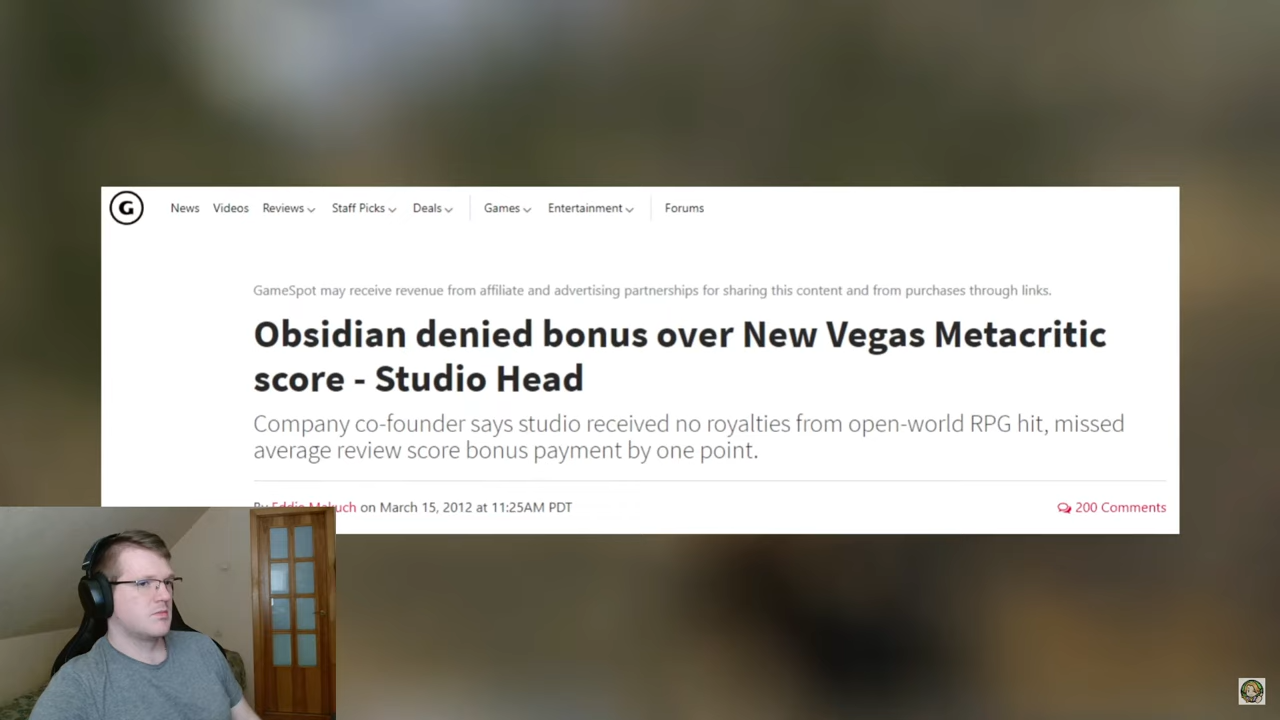 G News Videos Reviews Staff Picks Deals Games Entertainment Forums
GameSpot may receive revenue from affiliate and advertising partnerships for sharing this content and from purchases through links.
Obsidian denied bonus over New Vegas Metacritic
score - Studio Head
Company co-founder says studio received no royalties from open-world RPG hit, missed
average review score bonus payment by one point.
By Eddie Makuch on March 15, 2012 at 11:25AM PDT 200 Comments